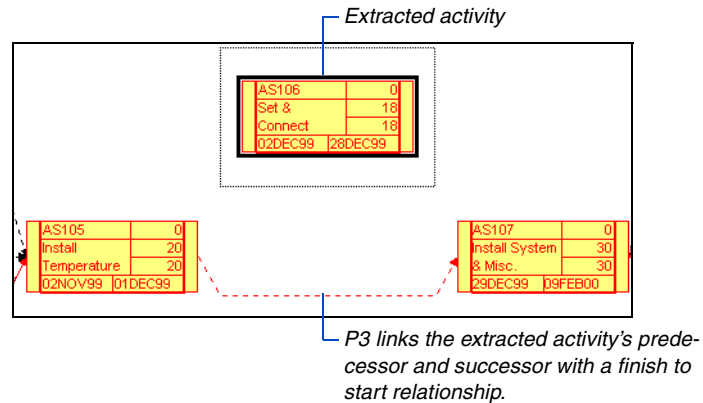 Extracted activity
AS106 0
Set & 18
Connect 18
02DEC99 28DEC99
AS105 0
Install 20
Temperature 20
02NOV99 01DEC99
AS107 0
Install System 30
& Misc. 30
29DEC99 09FEB00
P3 links the extracted activity's prede-
cessor and successor with a finish to
start relationship.